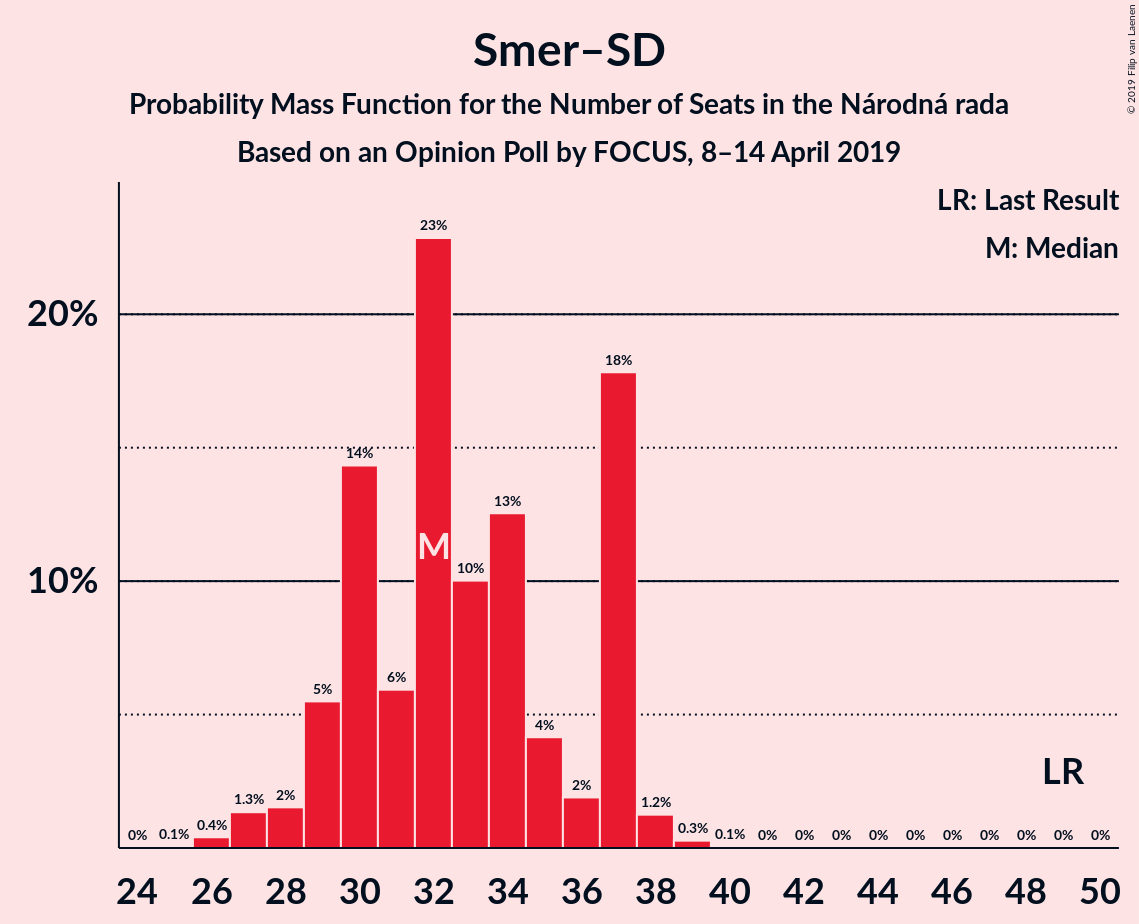 Smer–SD
Probability Mass Function for the Number of Seats in the Národná rada
Based on an Opinion Poll by FOCUS, 8–14 April 2019
© 2019 Filip van Laenen
LR: Last Result
M: Median
20%
10%
0% 0.1% 0.4% 1.3% 2% 5% 14% 6% 23% 10% 13% 4% 2% 18% 1.2% 0.3% 0.1% 0% 0% 0% 0% 0% 0% 0% 0% 0% 0%
M
LR
24 26 28 30 32 34 36 38 40 42 44 46 48 50